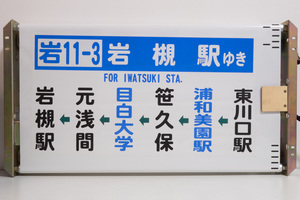 岩11-3 岩槻駅ゆき
FOR IWATSUKI STA.
東川口駅
浦和美園駅
笹久保
目白大学
元浅間
岩槻駅